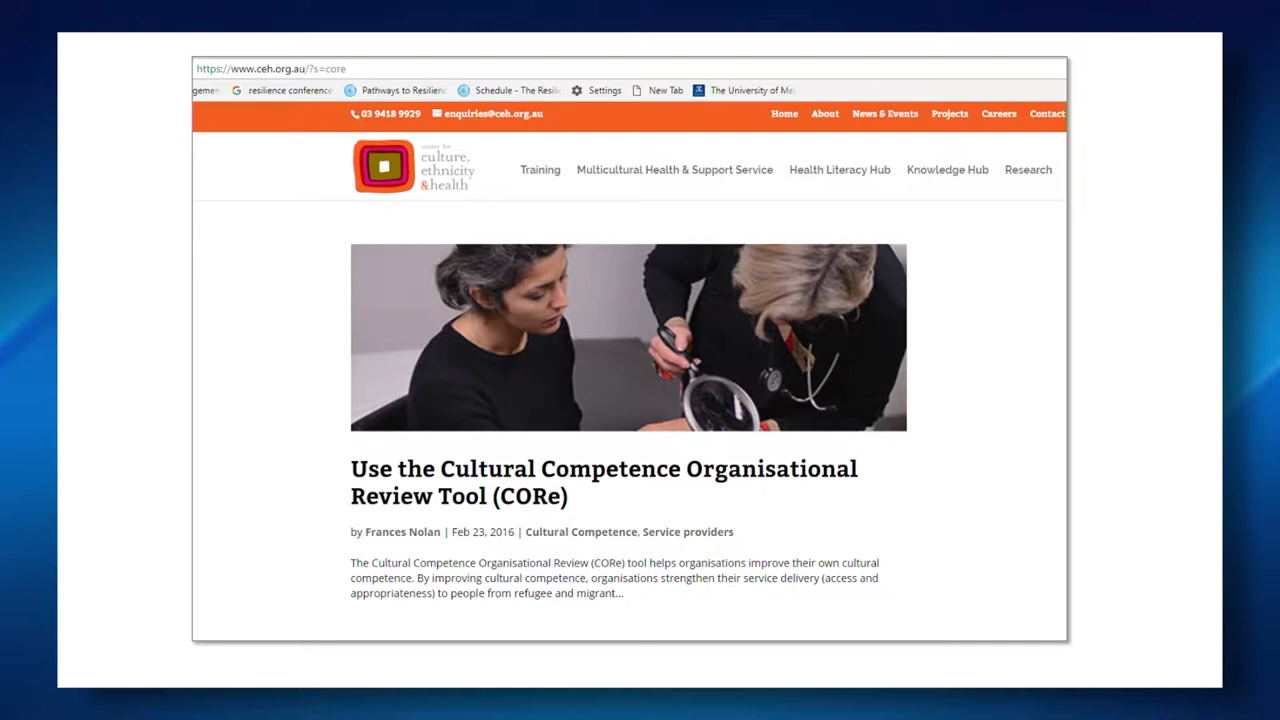 https://www.ceh.org.au/?s=core
gemen resilience conference Pathways to Resilienc Schedule - The Resili Settings New Tab The University of Mel
03 9418 9929 enquiries@ceh.org.au Home About News & Events Projects Careers Contact
centre for
culture,
ethnicity
&health
Training Multicultural Health & Support Service Health Literacy Hub Knowledge Hub Research
Use the Cultural Competence Organisational
Review Tool (CORe)
by Frances Nolan | Feb 23, 2016 | Cultural Competence, Service providers
The Cultural Competence Organisational Review (CORe) tool helps organisations improve their own cultural
competence. By improving cultural competence, organisations strengthen their service delivery (access and
appropriateness) to people from refugee and migrant...